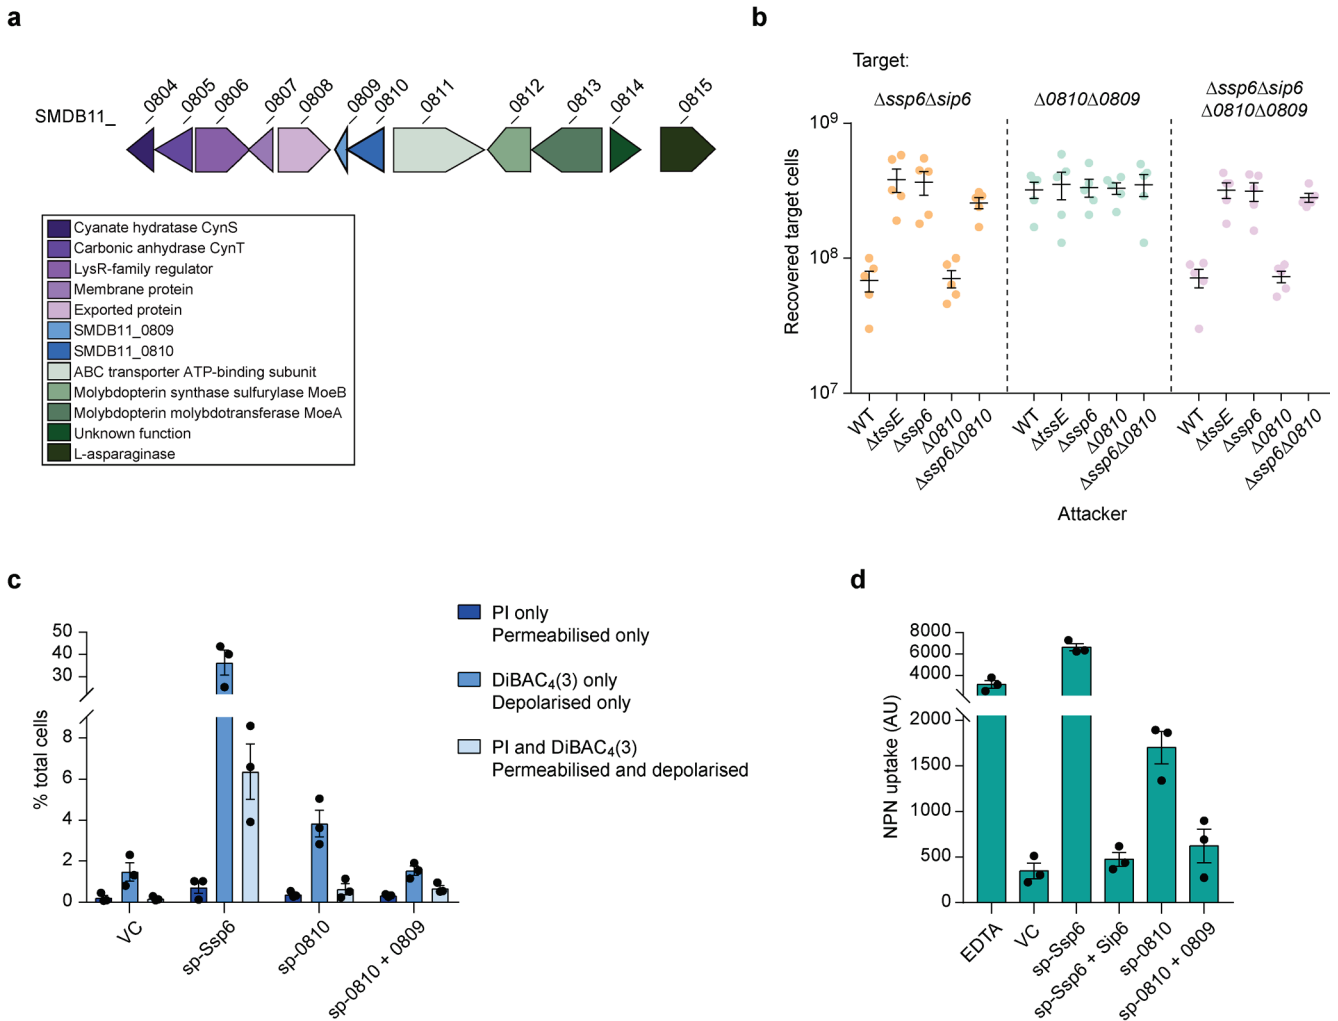 a
SMDB11_
0804
0805
0806
0807
0808
0809
0810
0811
0812
0813
0814
0815
Cyanate hydratase CynS
Carbonic anhydrase CynT
LysR-family regulator
Membrane protein
Exported protein
SMDB11_0809
SMDB11_0810
ABC transporter ATP-binding subunit
Molybdopterin synthase sulfurylase MoeB
Molybdopterin molybdotransferase MoeA
Unknown function
L-asparaginase
b
Target:
Δssp6Δsip6
Δ0810Δ0809
Δssp6Δsip6
Δ0810Δ0809
Recovered target cells
10⁹
10⁸
10⁷
WT
ΔtssE
Δssp6
Δ0810
Δssp6Δ0810
WT
ΔtssE
Δssp6
Δ0810
Δssp6Δ0810
WT
ΔtssE
Δssp6
Δ0810
Δssp6Δ0810
Attacker
c
% total cells
50
40
30
8
6
4
2
0
VC
sp-Ssp6
sp-0810
sp-0810 + 0809
PI only
Permeabilised only
DiBAC₄(3) only
Depolarised only
PI and DiBAC₄(3)
Permeabilised and depolarised
d
NPN uptake (AU)
8000
6000
4000
2000
1500
1000
500
0
EDTA
VC
sp-Ssp6
sp-Ssp6 + Sip6
sp-0810
sp-0810 + 0809